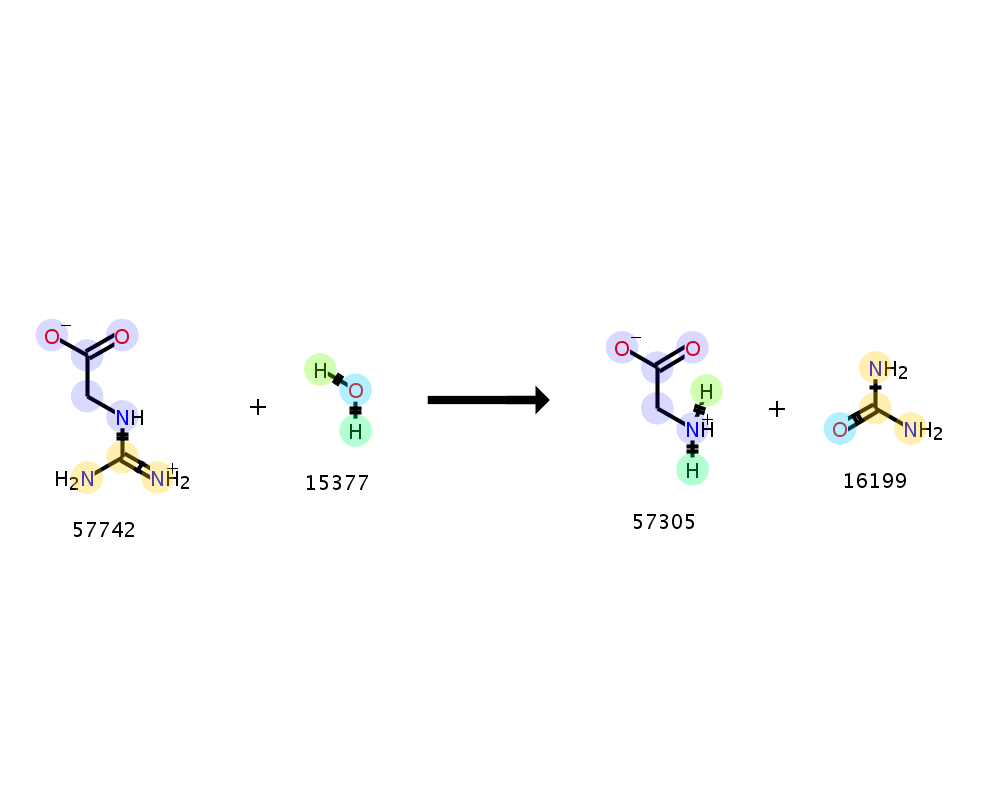 O− O
NH
H2N NH2+
57742
+
H
O
H
15377
O− O
H
NH+
H
57305
+
NH2
O NH2
16199